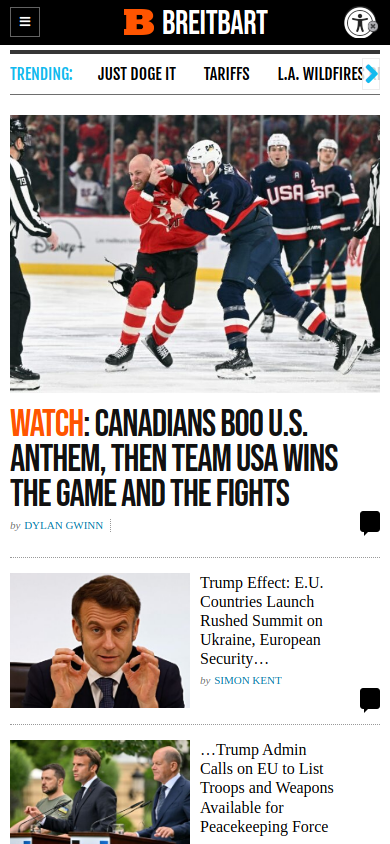 BREITBART
TRENDING:
JUST DOGE IT
TARIFFS
L.A. WILDFIRES
79
Disney+
USA
USA
WATCH: CANADIANS BOO U.S.
ANTHEM, THEN TEAM USA WINS
THE GAME AND THE FIGHTS
by DYLAN GWINN
Trump Effect: E.U.
Countries Launch
Rushed Summit on
Ukraine, European
Security…
by SIMON KENT
…Trump Admin
Calls on EU to List
Troops and Weapons
Available for
Peacekeeping Force